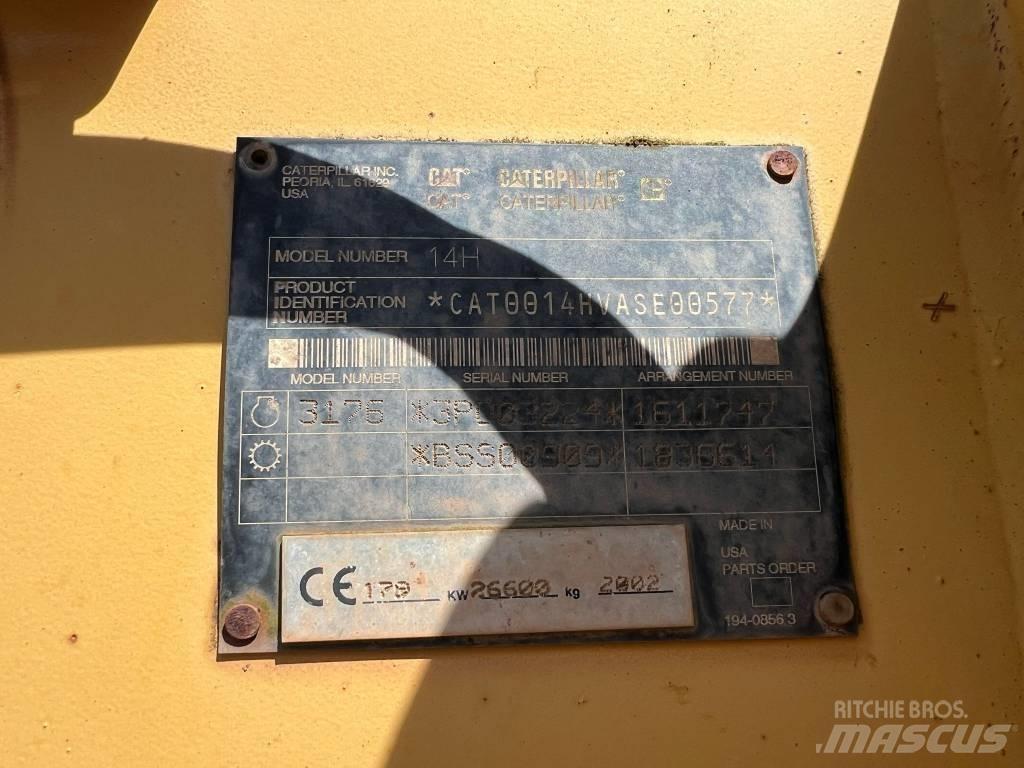 CATERPILLAR INC.
PEORIA, IL 61629
USA
CAT® CATERPILLAR®
CAT® CATERPILLAR®
MODEL NUMBER 14H
PRODUCT
IDENTIFICATION
NUMBER
*CAT0014HVASE00577*
MODEL NUMBER SERIAL NUMBER ARRANGEMENT NUMBER
3176 1611747
*BSS00909* 1836614
MADE IN
USA
PARTS ORDER
194-0856 3
CE 179 KW 26600 kg 2002
RITCHIE BROS.
MASCUS